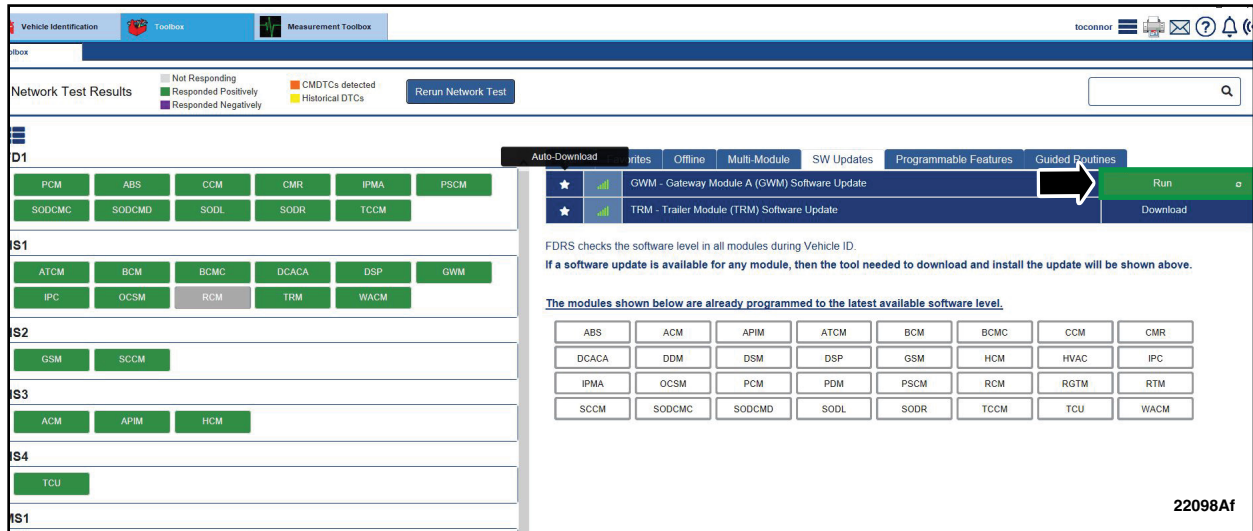 Vehicle Identification Toolbox Measurement Toolbox toconnor
olbox
Network Test Results
Not Responding
Responded Positively
Responded Negatively
CMDTCs detected
Historical DTCs
Rerun Network Test
D1
PCM ABS CCM CMR IPMA PSCM
SODCMC SODCMD SODL SODR TCCM
IS1
ATCM BCM BCMC DCACA DSP GWM
IPC OCSM RCM TRM WACM
IS2
GSM SCCM
IS3
ACM APIM HCM
IS4
TCU
IS1
Auto-Download
orites Offline Multi-Module SW Updates Programmable Features Guided Routines
GWM - Gateway Module A (GWM) Software Update Run
TRM - Trailer Module (TRM) Software Update Download
FDRS checks the software level in all modules during Vehicle ID.
If a software update is available for any module, then the tool needed to download and install the update will be shown above.
The modules shown below are already programmed to the latest available software level.
ABS ACM APIM ATCM BCM BCMC CCM CMR
DCACA DDM DSM DSP GSM HCM HVAC IPC
IPMA OCSM PCM PDM PSCM RCM RGTM RTM
SCCM SODCMC SODCMD SODL SODR TCCM TCU WACM
22098Af